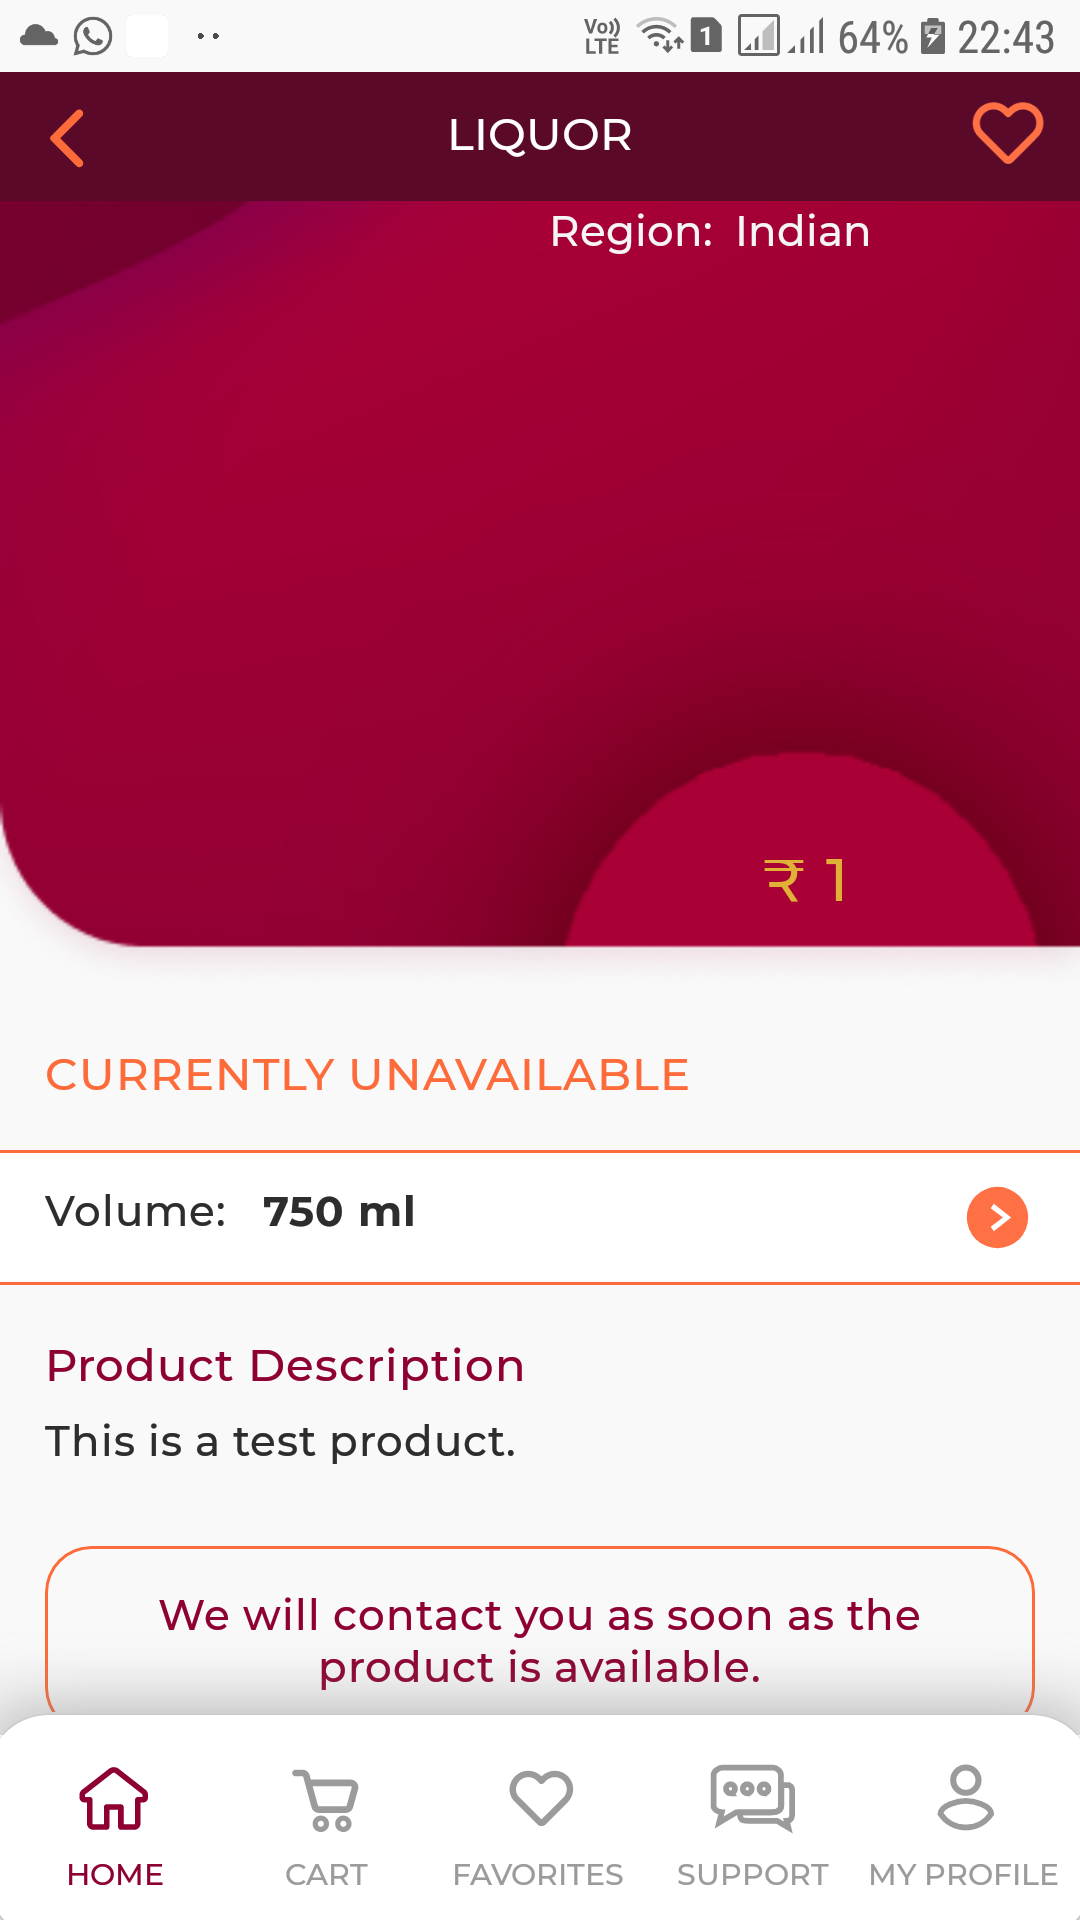 Vo)) LTE 1 64% 22:43
LIQUOR
Region: Indian
₹ 1
CURRENTLY UNAVAILABLE
Volume: 750 ml
Product Description
This is a test product.
We will contact you as soon as the
product is available.
HOME CART FAVORITES SUPPORT MY PROFILE